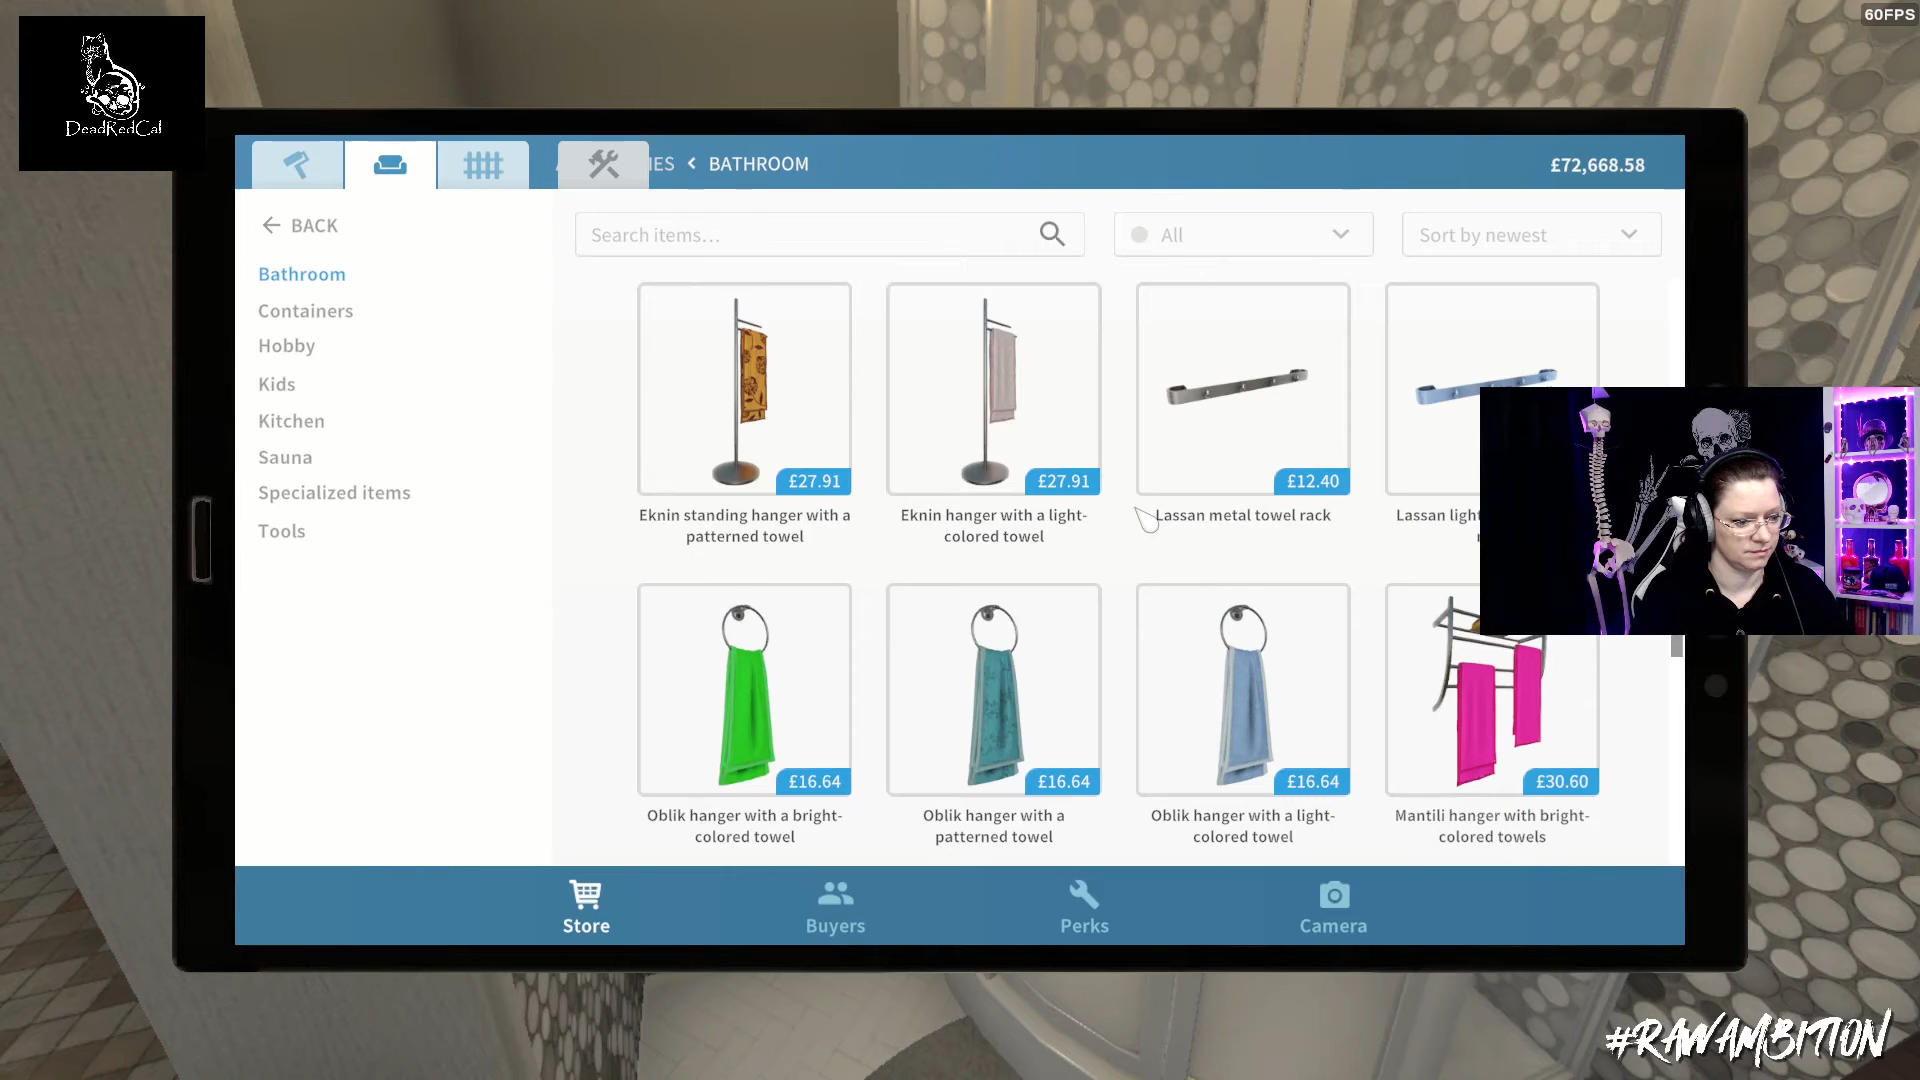 60FPS
DeadRedCal
IES < BATHROOM
£72,668.58
BACK
Search items...
All
Sort by newest
Bathroom
Containers
Hobby
Kids
Kitchen
Sauna
Specialized items
Tools
£27.91
£27.91
£12.40
Eknin standing hanger with a
patterned towel
Eknin hanger with a light-
colored towel
Lassan metal towel rack
Lassan light
£16.64
£16.64
£16.64
£30.60
Oblik hanger with a bright-
colored towel
Oblik hanger with a
patterned towel
Oblik hanger with a light-
colored towel
Mantili hanger with bright-
colored towels
Store
Buyers
Perks
Camera
#RAWAMBITION